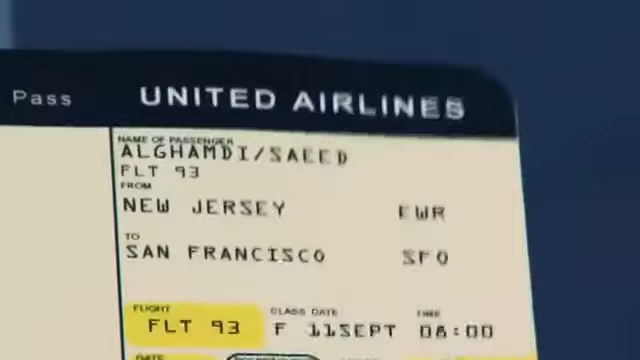 Pass UNITED AIRLINES
NAME OF PASSENGER
ALGHAMDI/SAEED
FLT 93
FROM
NEW JERSEY EWR
TO
SAN FRANCISCO SFO
FLIGHT CLASS DATE TIME
FLT 93 F 11SEPT 08:00
DATE